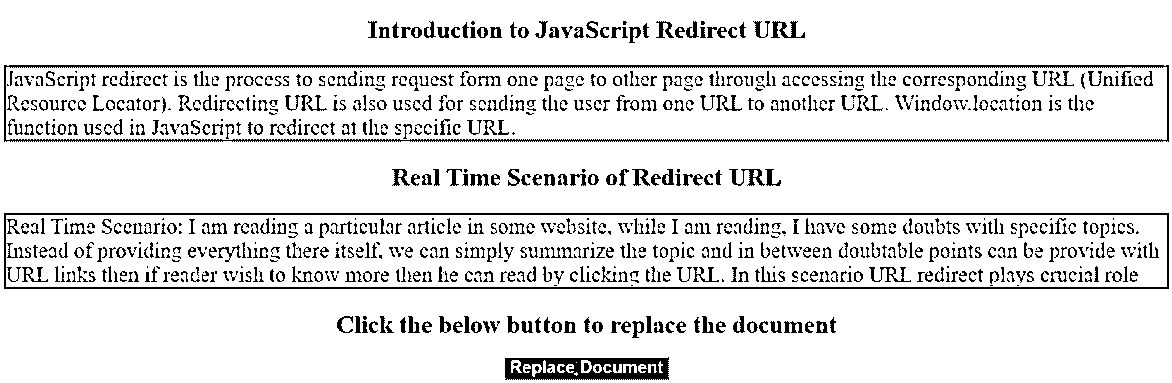 Introduction to JavaScript Redirect URL
JavaScript redirect is the process to sending request form one page to other page through accessing the corresponding URL (Unified
Resource Locator). Redirecting URL is also used for sending the user from one URL to another URL. Window.location is the
function used in JavaScript to redirect at the specific URL.
Real Time Scenario of Redirect URL
Real Time Scenario: I am reading a particular article in some website, while I am reading, I have some doubts with specific topics.
Instead of providing everything there itself, we can simply summarize the topic and in between doubtable points can be provide with
URL links then if reader wish to know more then he can read by clicking the URL. In this scenario URL redirect plays crucial role
Click the below button to replace the document
Replace Document